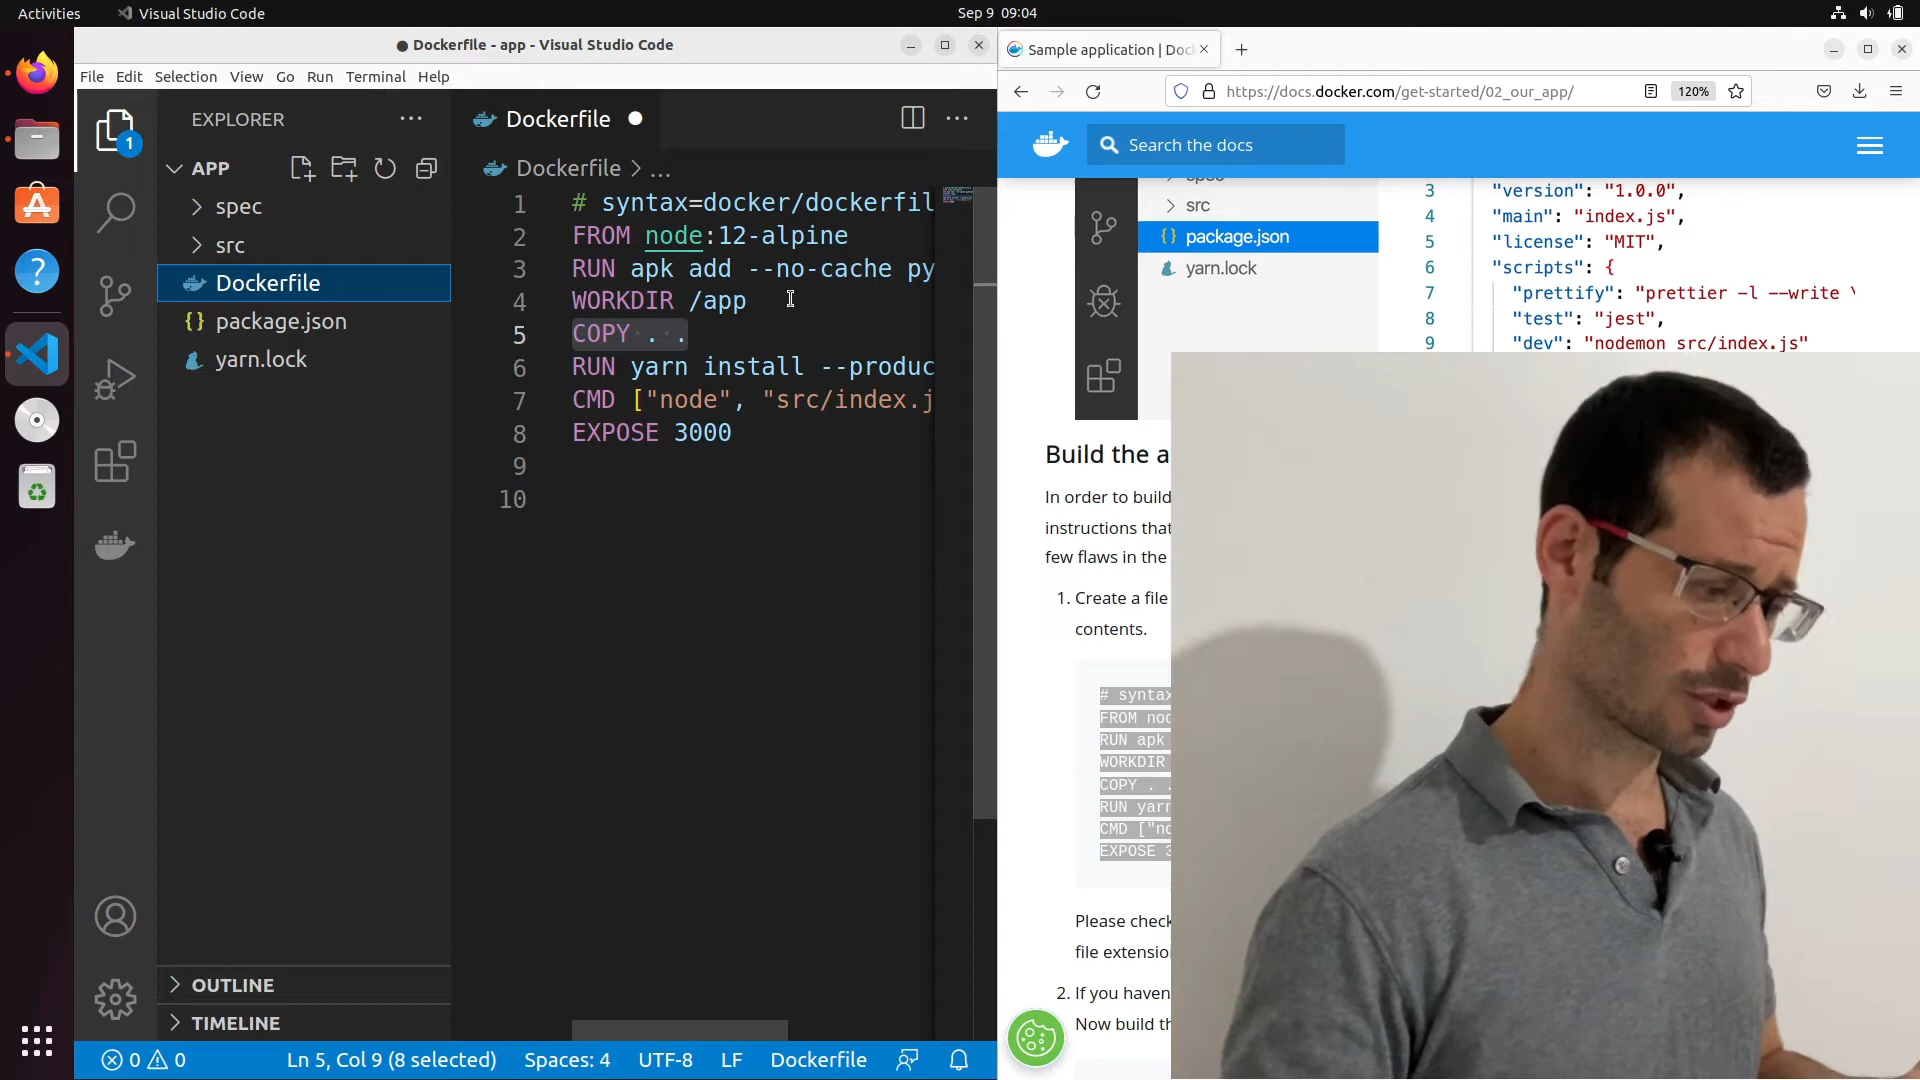 Activities
Visual Studio Code
Sep 9 09:04
● Dockerfile - app - Visual Studio Code
File Edit Selection View Go Run Terminal Help
EXPLORER
APP
spec
src
Dockerfile
package.json
yarn.lock
OUTLINE
TIMELINE
1
Dockerfile
Dockerfile > ...
1 # syntax=docker/dockerfil
2 FROM node:12-alpine
3 RUN apk add --no-cache py
4 WORKDIR /app
5 COPY . .
6 RUN yarn install --produc
7 CMD ["node", "src/index.j
8 EXPOSE 3000
9
10
0 0 Ln 5, Col 9 (8 selected) Spaces: 4 UTF-8 LF Dockerfile
Sample application | Doc
https://docs.docker.com/get-started/02_our_app/
120%
Search the docs
src
package.json
yarn.lock
3 "version": "1.0.0",
4 "main": "index.js",
5 "license": "MIT",
6 "scripts": {
7 "prettify": "prettier -l --write \
8 "test": "jest",
9 "dev": "nodemon src/index.js"
Build the a
In order to build
instructions that
few flaws in the
1. Create a file
contents.
# syntax
FROM nod
RUN apk
WORKDIR
COPY . .
RUN yarn
CMD ["no
EXPOSE 3
Please check
file extension
2. If you haven
Now build th